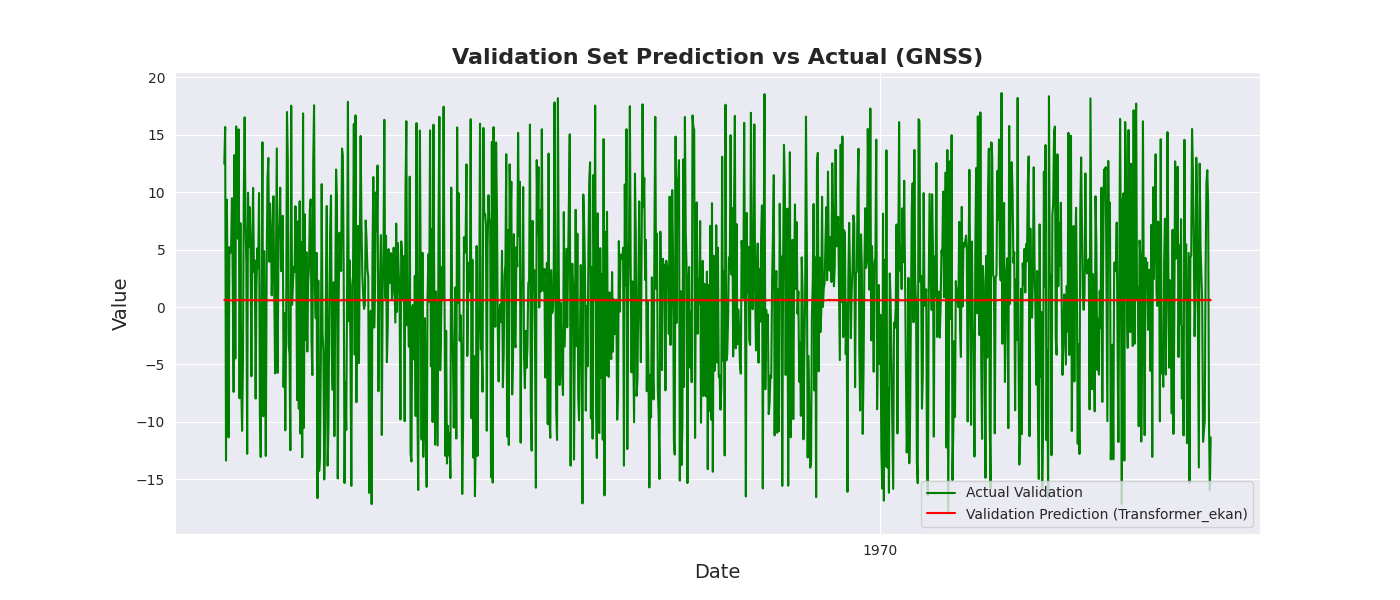 Validation Set Prediction vs Actual (GNSS)
20
15
10
5
0
−5
−10
−15
Value
1970
Date
Actual Validation
Validation Prediction (Transformer_ekan)